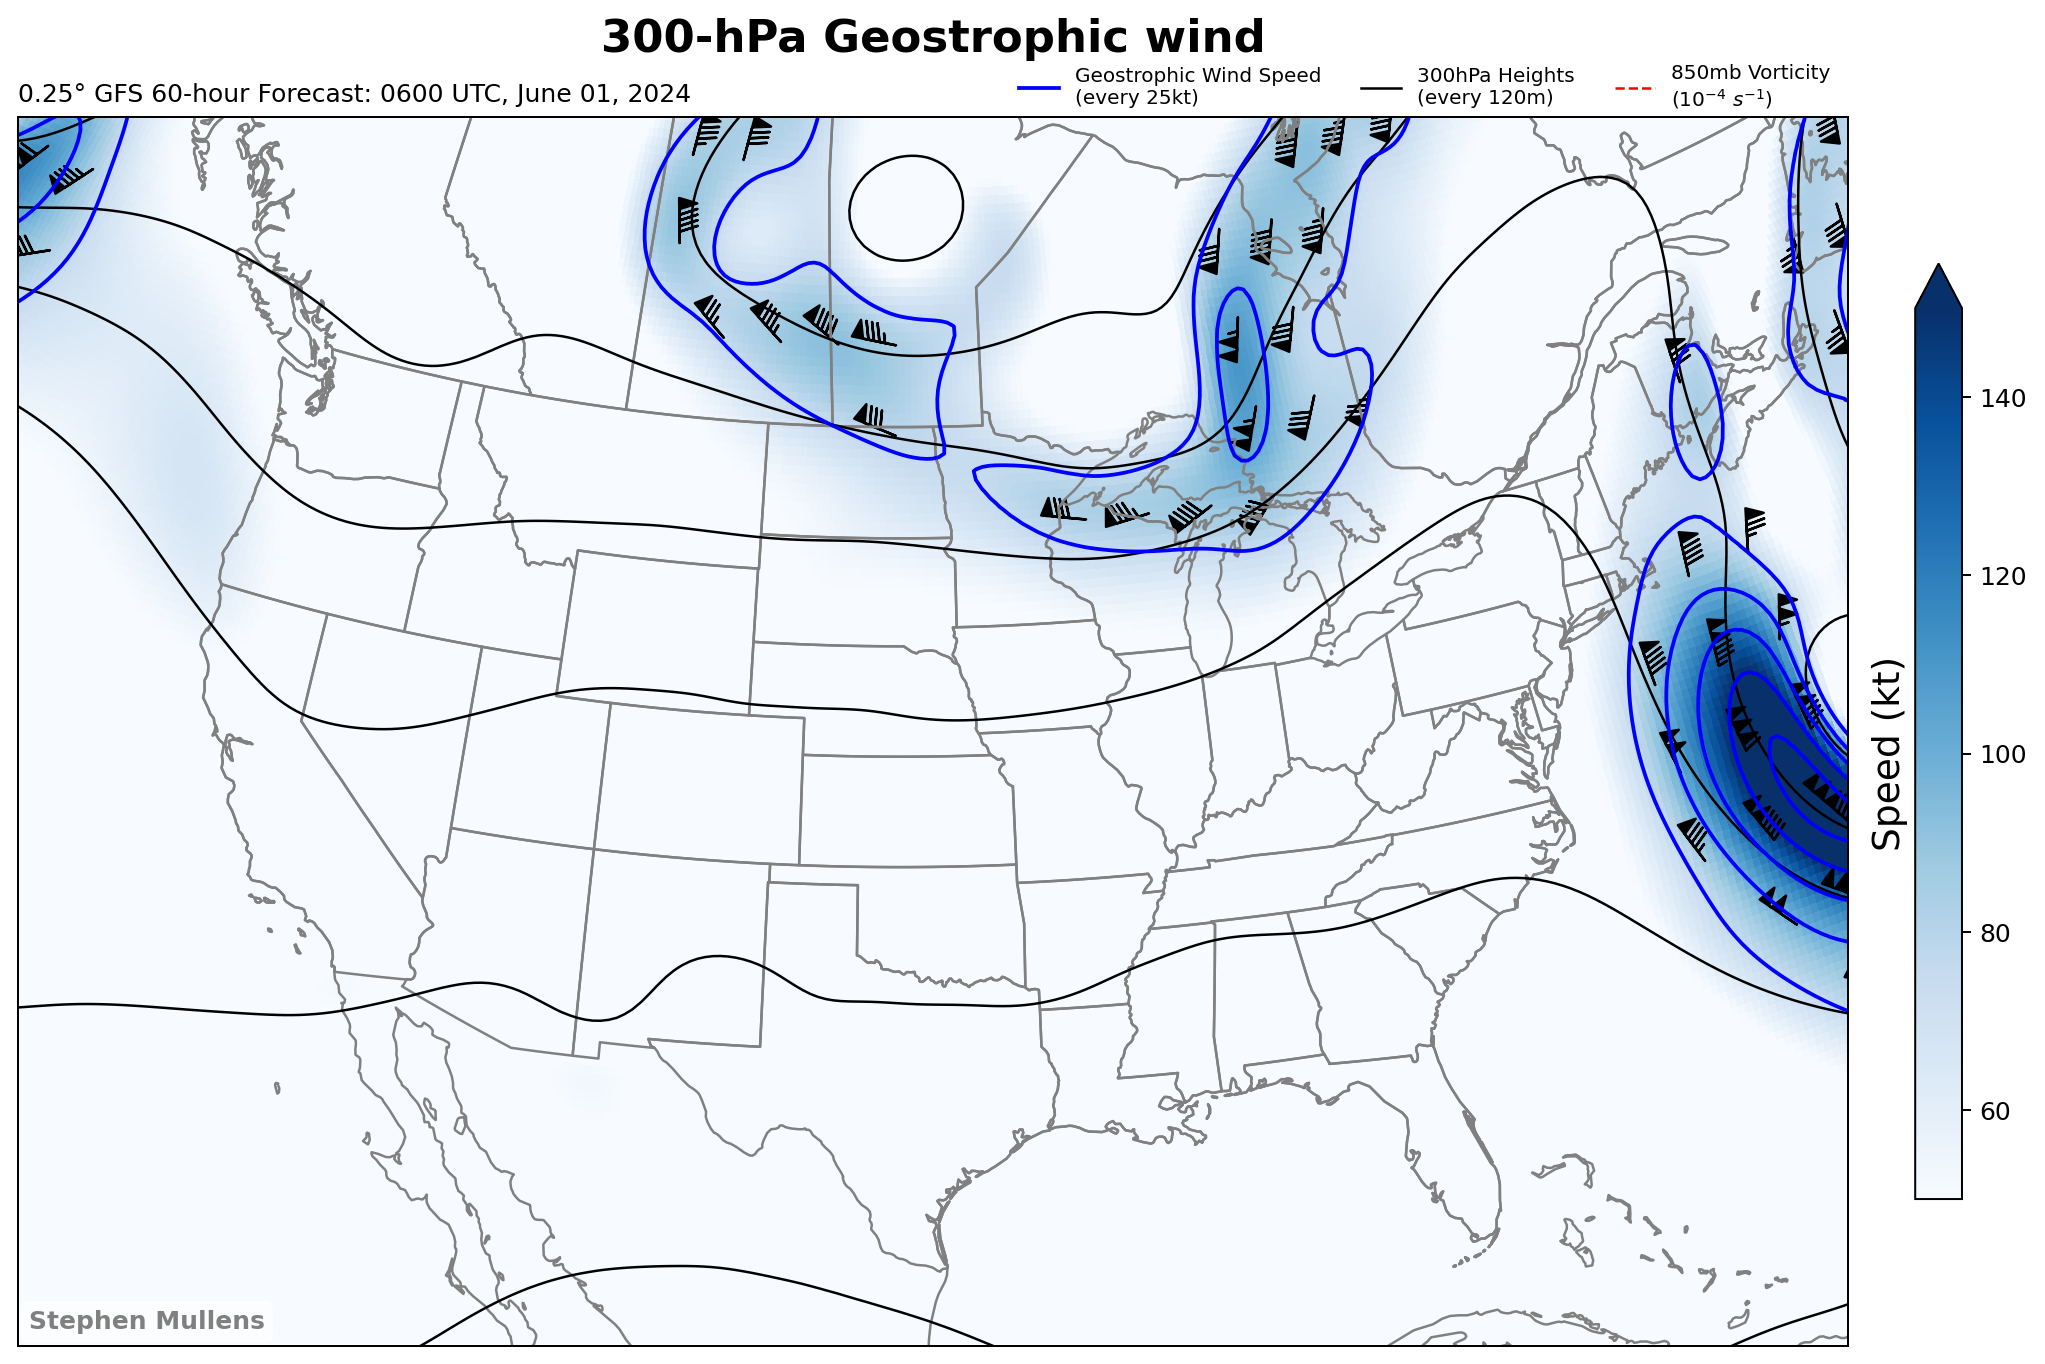 300-hPa Geostrophic wind
0.25° GFS 60-hour Forecast: 0600 UTC, June 01, 2024
Geostrophic Wind Speed
(every 25kt)
300hPa Heights
(every 120m)
850mb Vorticity
(10⁻⁴ s⁻¹)
140
120
100
80
60
Speed (kt)
Stephen Mullens